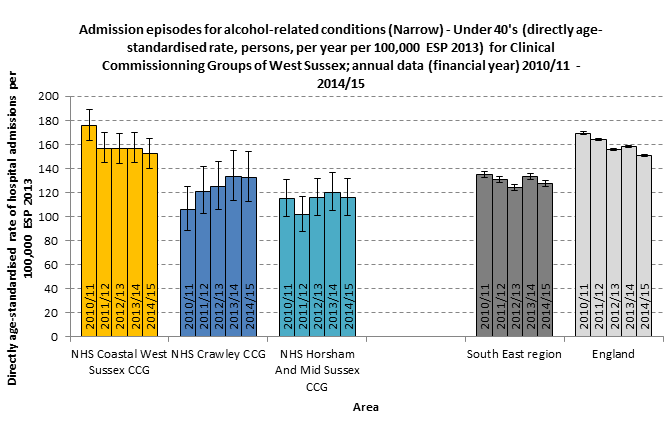 Admission episodes for alcohol-related conditions (Narrow) - Under 40's (directly age-
standardised rate, persons, per year per 100,000 ESP 2013) for Clinical
Commissionning Groups of West Sussex; annual data (financial year) 2010/11 -
2014/15
Directly age-standardised rate of hospital admissions per
100,000 ESP 2013
200
180
160
140
120
100
80
60
40
20
0
2010/11
2011/12
2012/13
2013/14
2014/15
2010/11
2011/12
2012/13
2013/14
2014/15
2010/11
2011/12
2012/13
2013/14
2014/15
2010/11
2011/12
2012/13
2013/14
2014/15
2010/11
2011/12
2012/13
2013/14
2014/15
NHS Coastal West
Sussex CCG
NHS Crawley CCG
NHS Horsham
And Mid Sussex
CCG
South East region
England
Area